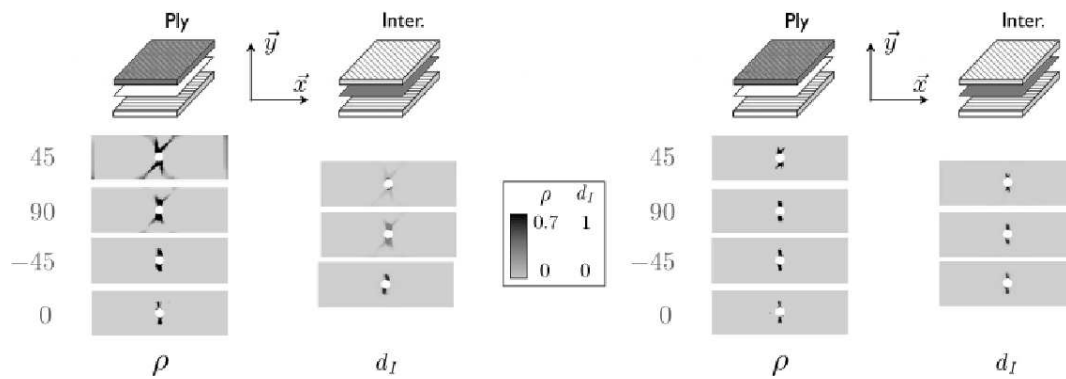 Ply Inter.
y⃗
x⃗
45
90
−45
0
ρ d_I
ρ d_I
0.7 1
0 0
Ply Inter.
y⃗
x⃗
45
90
−45
0
ρ d_I